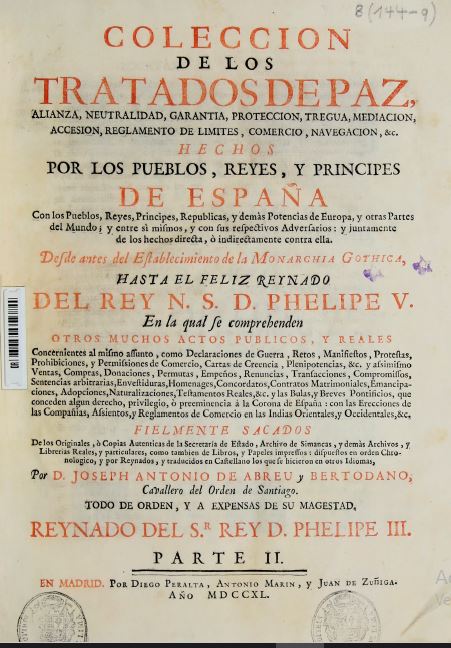 8(144-9)
COLECCION
DE LOS
TRATADOS DE PAZ,
ALIANZA, NEUTRALIDAD, GARANTIA, PROTECCION, TREGUA, MEDIACION,
ACCESION, REGLAMENTO DE LIMITES, COMERCIO, NAVEGACION, &c.
HECHOS
POR LOS PUEBLOS, REYES, Y PRINCIPES
DE ESPAÑA
Con los Pueblos, Reyes, Principes, Republicas, y demàs Potencias de Europa, y otras Partes
del Mundo; y entre sì mismos, y con sus respectivos Adversarios: y juntamente
de los hechos directa, ò indirectamente contra ella.
Desde antes del Establecimiento de la MONARCHIA GOTHICA,
HASTA EL FELIZ REYNADO
DEL REY N. S. D. PHELIPE V.
En la qual se comprehenden
OTROS MUCHOS ACTOS PUBLICOS, Y REALES
Concernientes al mismo assunto, como Declaraciones de Guerra, Retos, Manifiestos, Protestas,
Prohibiciones, y Permissiones de Comercio, Cartas de Creencia, Plenipotencias, &c. y asimismo
Ventas, Compras, Donaciones, Permutas, Empeños, Renuncias, Transacciones, Compromissos,
Sentencias arbitrarias, Envestiduras, Homenages, Concordatos, Contratos Matrimoniales, Emancipa-
ciones, Adopciones, Naturalizaciones, Testamentos Reales, &c. y las Bulas, y Breves Pontificios, que
conceden algun derecho, privilegio, ò preeminencia à la Corona de España: con las Erecciones de
las Compañias, Assientos, y Reglamentos de Comercio en las Indias Orientales, y Occidentales, &c.
FIELMENTE SACADOS
De los Originales, ò Copias Autenticas de la Secretaria de Estado, Archivo de Simancas, y demàs Archivos, y
Librerias Reales, y particulares, como tambien de Libros, y Papeles impressos: dispuestos en orden Chro-
nologico, y por Reynados, y traducidos en Castellano los que se hicieron en otros Idiomas,
Por D. JOSEPH ANTONIO DE ABREU y BERTODANO,
Cavallero del Orden de Santiago.
TODO DE ORDEN, Y A EXPENSAS DE SU MAGESTAD,
REYNADO DEL S.R REY D. PHELIPE III.
PARTE II.
EN MADRID. POR DIEGO PERALTA, ANTONIO MARIN, y JUAN DE ZUÑIGA.
AÑO MDCCXL.